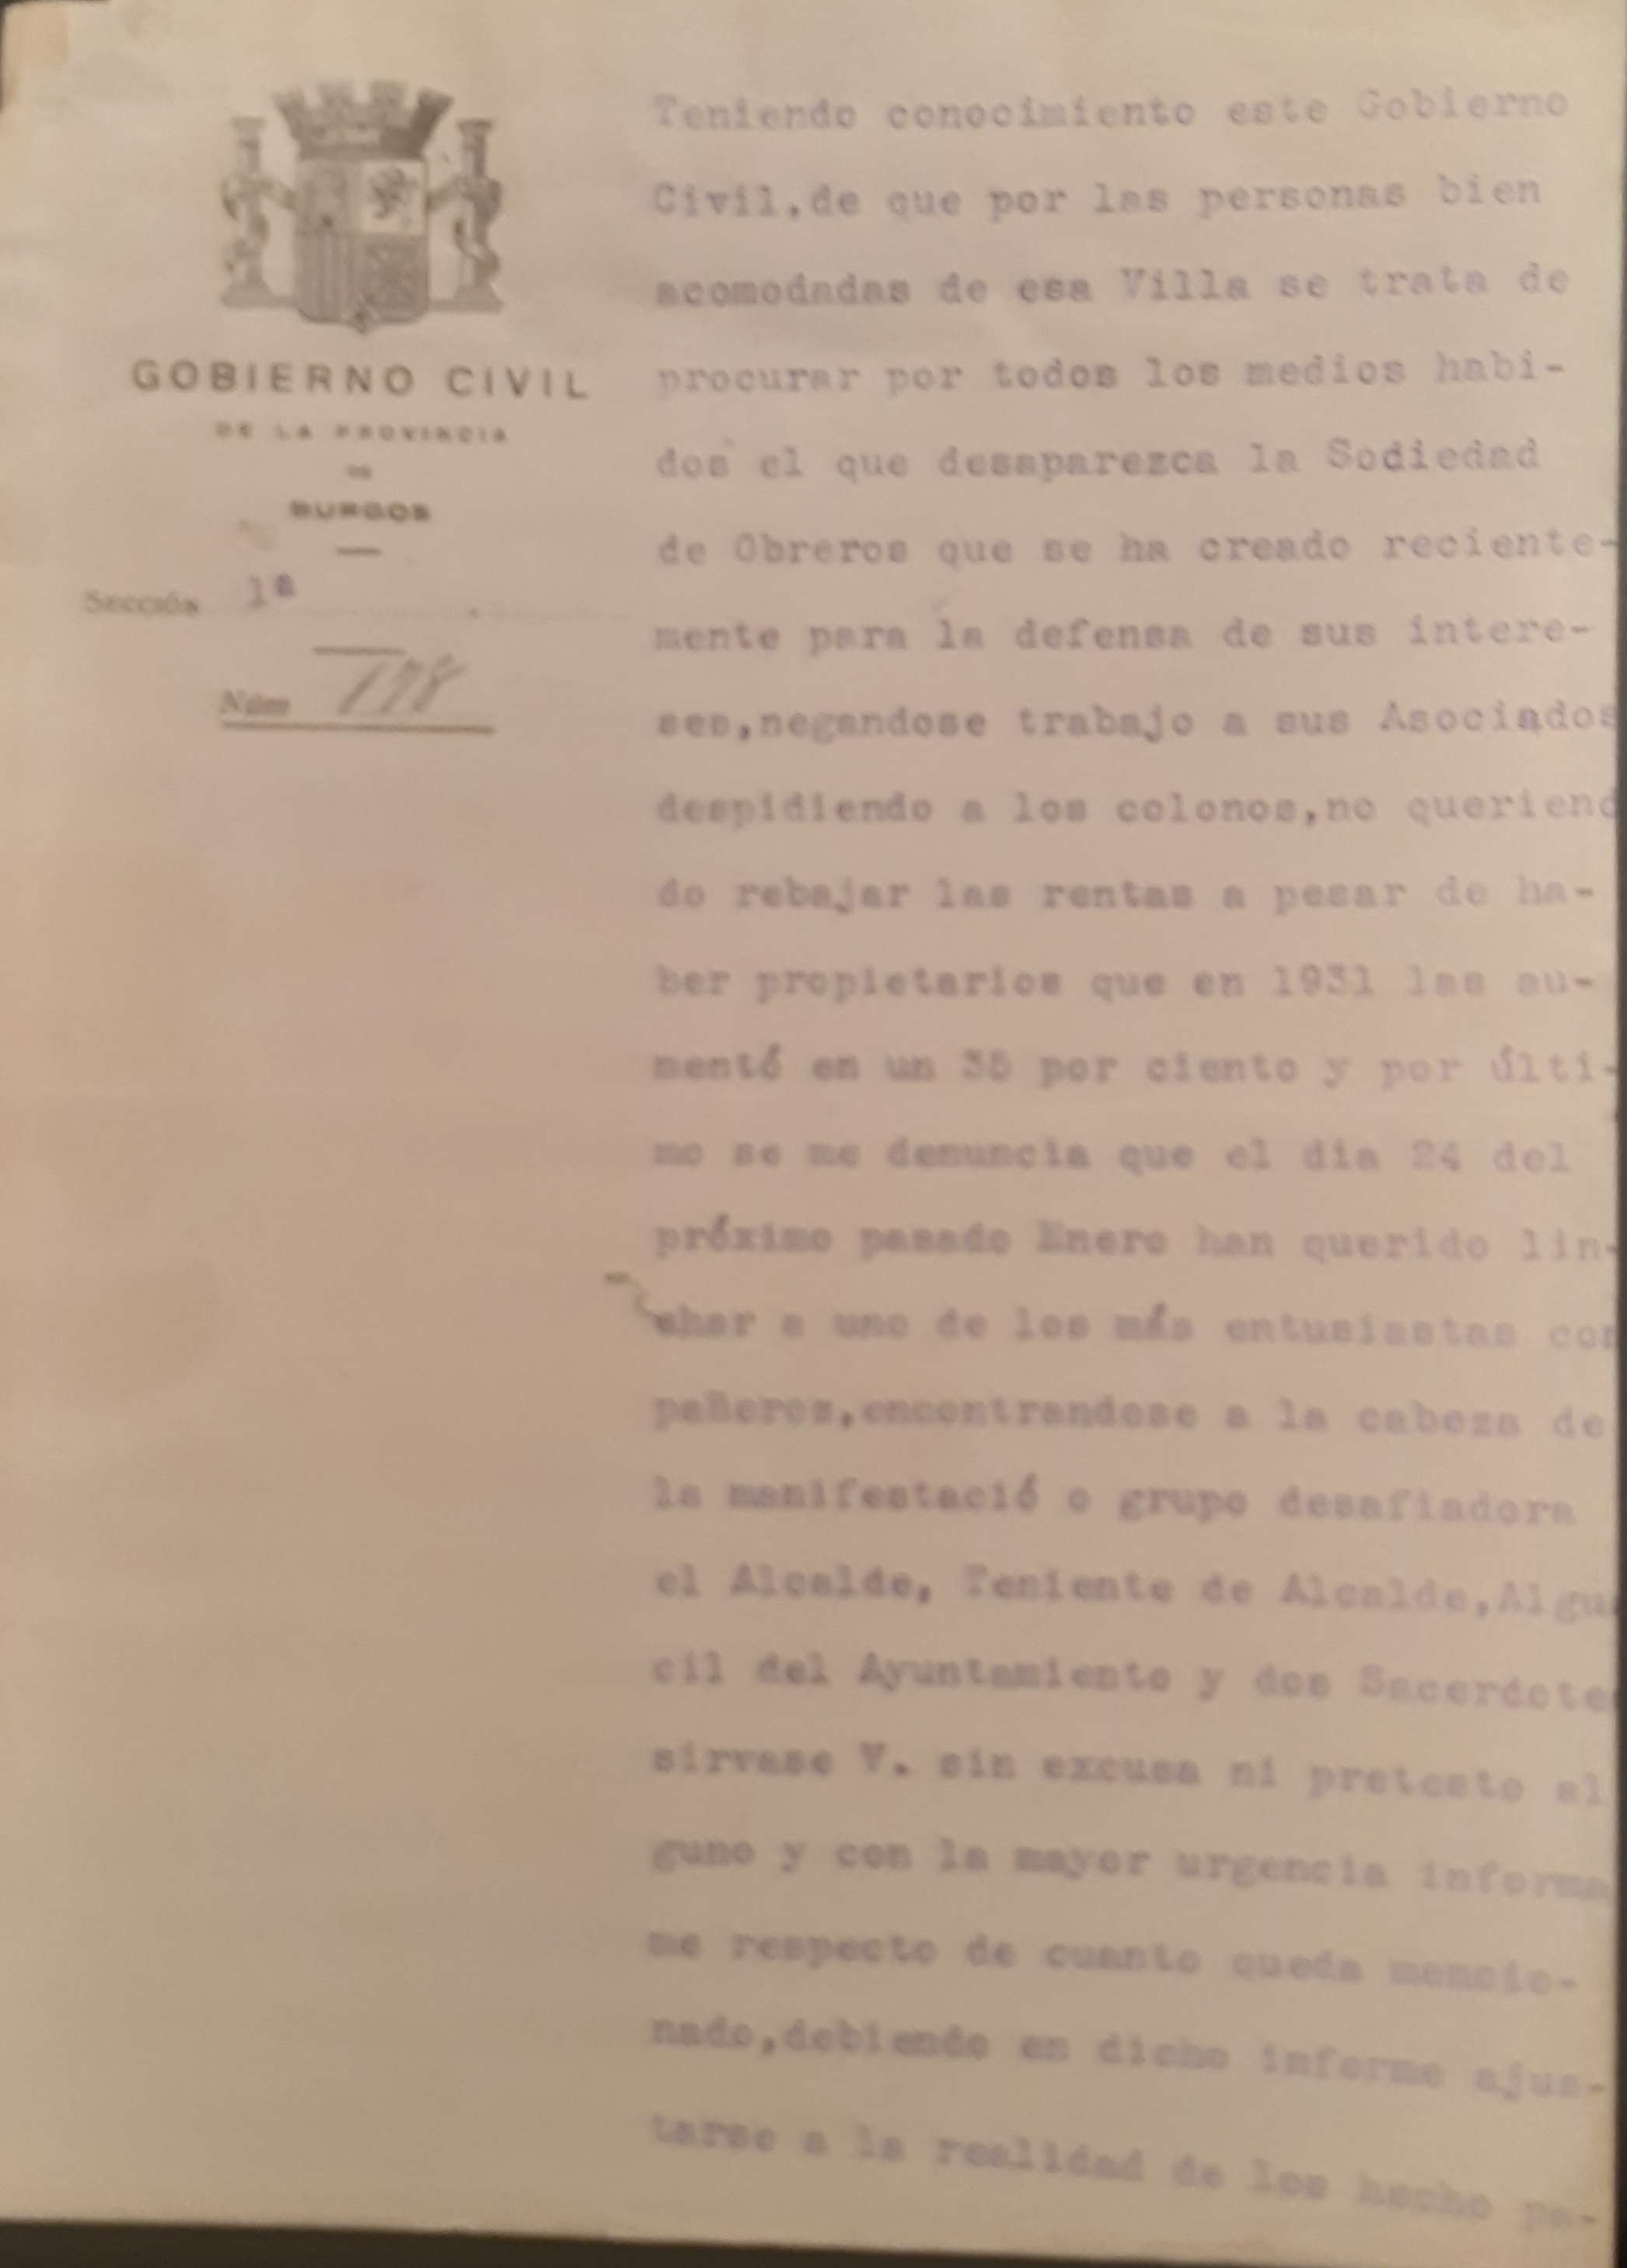 GOBIERNO CIVIL
DE LA PROVINCIA
DE
BURGOS
Sección 1ª
Núm 778
Teniendo conocimiento este Gobierno
Civil,de que por las personas bien
acomodadas de esa Villa se trata de
procurar por todos los medios habi-
dos el que desaparezca la Sodiedad
de Obreros que se ha creado reciente-
mente para la defensa de sus intere-
ses,negandose trabajo a sus Asociados
despidiendo a los colonos,no queriend
do rebajar las rentas a pesar de ha-
ber propietarios que en 1931 las au-
mentó en un 35 por ciento y por últi-
mo se me denuncia que el dia 24 del
próximo pasado Enero han querido lin-
char a uno de los más entusiastas com
pañeros,encontrandose a la cabeza de
la manifestació o grupo desafiadora
el Alcalde, Teniente de Alcalde,Algua
cil del Ayuntamiento y dos Sacerdotes
sirvase V. sin excusa ni pretesto al
guno y con la mayor urgencia informa
me respecto de cuanto queda mencio-
nado,debiendo en dicho informe ajus-
tarse a la realidad de los hecho pa-